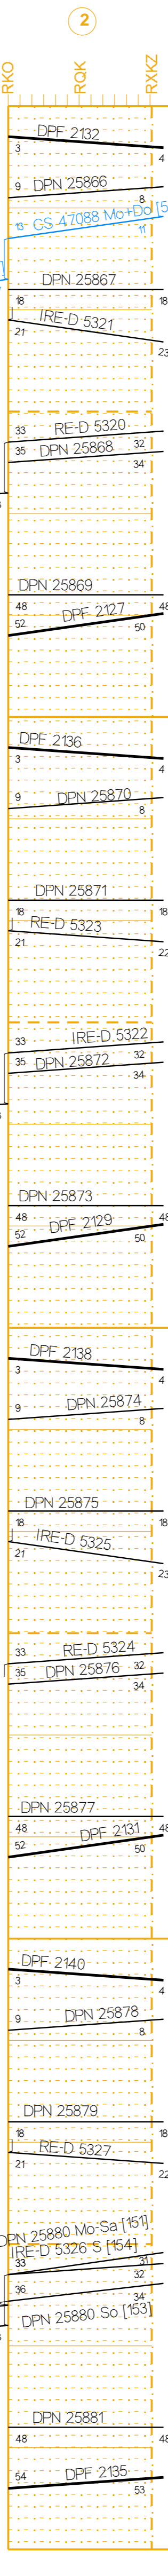 2
RKO RQK RXKZ
DPF 2132
3 4
9 DPN 25866 8
13 CS 47088 Mo+Do [5 11
DPN 25867
18 18
21 IRE-D 5321 23
33 RE-D 5320 32
35 DPN 25868 34
DPN 25869
48 48
52 DPF 2127 50
DPF 2136
3 4
9 DPN 25870 8
DPN 25871
18 18
21 RE-D 5323 22
33 IRE-D 5322 32
35 DPN 25872 34
DPN 25873
48 48
52 DPF 2129 50
DPF 2138
3 4
9 DPN 25874 8
DPN 25875
18 18
21 IRE-D 5325 23
33 RE-D 5324 32
35 DPN 25876 34
DPN 25877
48 48
52 DPF 2131 50
DPF 2140
3 4
9 DPN 25878 8
DPN 25879
18 18
21 RE-D 5327 22
DPN 25880 Mo-Sa [151]
IRE-D 5326 S [154]
33 31
32
36 34
DPN 25880 So [153]
DPN 25881
48 48
54 DPF 2135 53